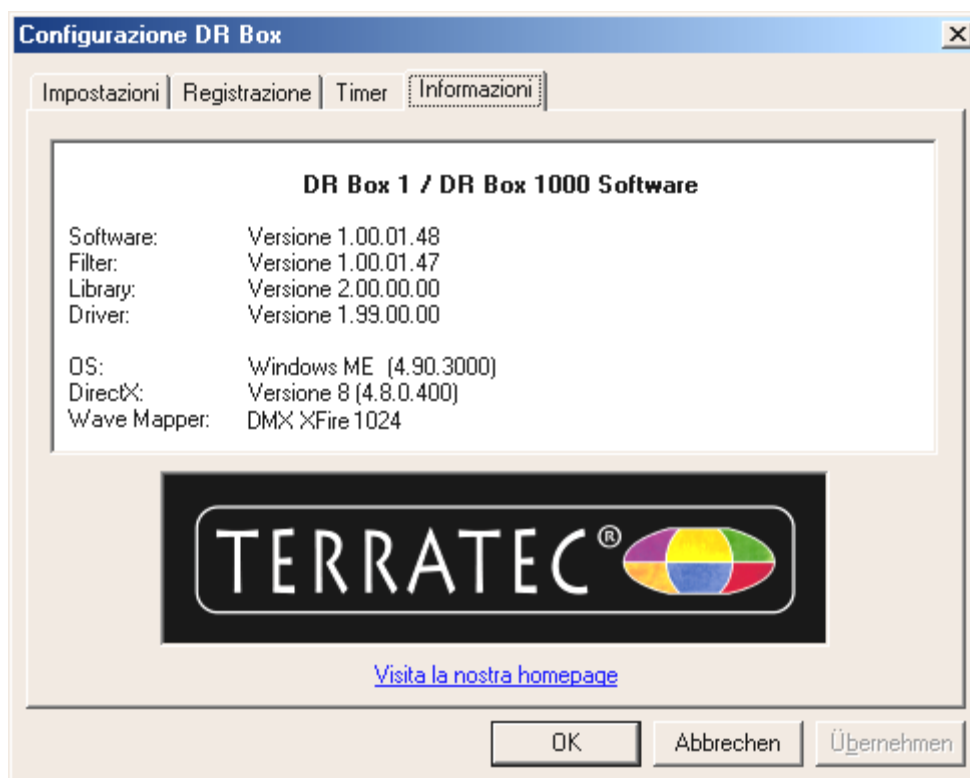 Configurazione DR Box
Impostazioni Registrazione Timer Informazioni
DR Box 1 / DR Box 1000 Software
Software: Versione 1.00.01.48
Filter: Versione 1.00.01.47
Library: Versione 2.00.00.00
Driver: Versione 1.99.00.00
OS: Windows ME (4.90.3000)
DirectX: Versione 8 (4.8.0.400)
Wave Mapper: DMX XFire 1024
TERRATEC®
Visita la nostra homepage
OK Abbrechen Übernehmen